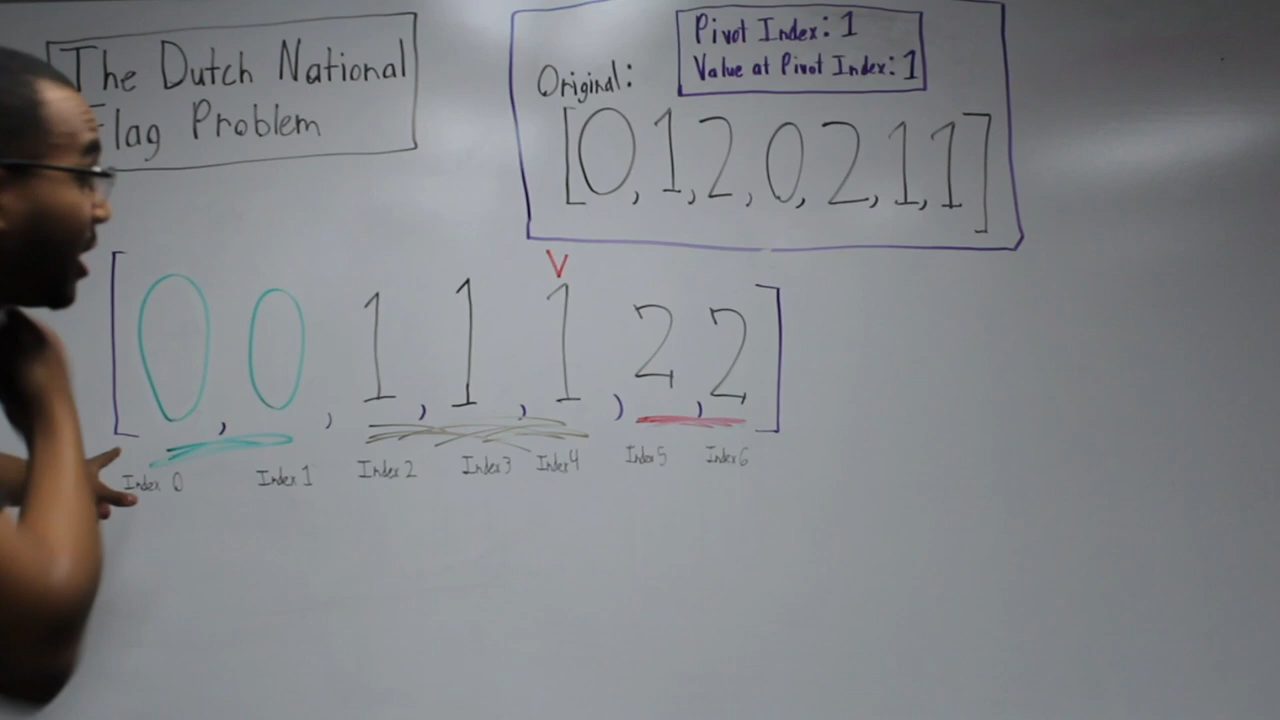 The Dutch National
Flag Problem
Pivot Index: 1
Value at Pivot Index: 1
Original:
[0, 1, 2, 0, 2, 1, 1]
V
[0, 0, 1, 1, 1, 2, 2]
Index 0 Index 1 Index 2 Index 3 Index 4 Index 5 Index 6